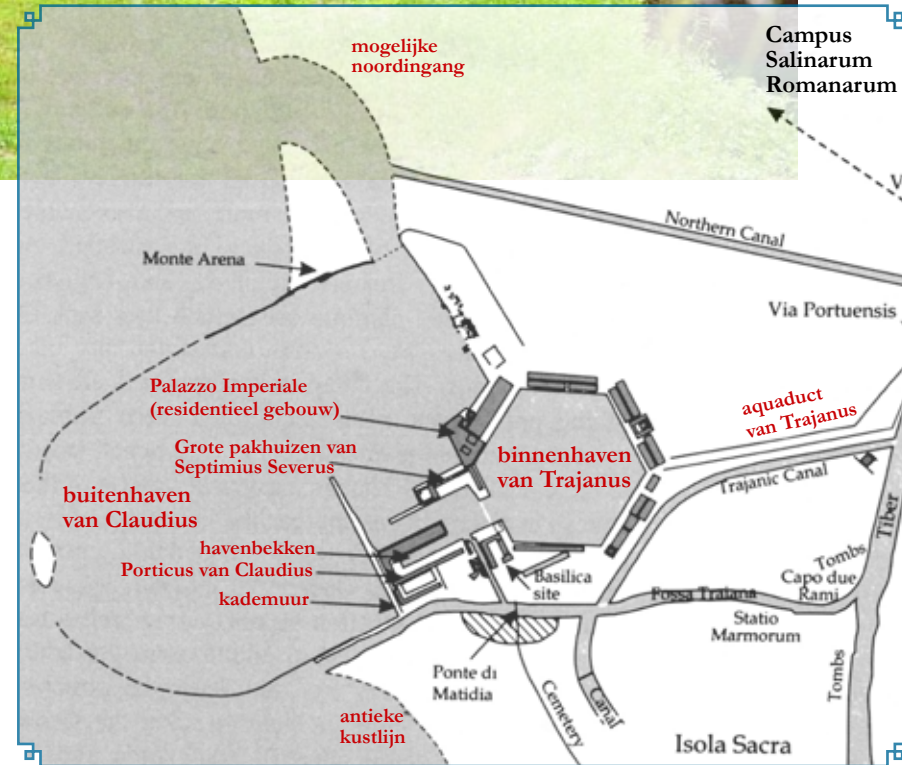 mogelijke
noordingang
Campus
Salinarum
Romanarum
Northern Canal
Monte Arena
Via Portuensis
Palazzo Imperiale
(residentieel gebouw)
aquaduct
van Trajanus
Grote pakhuizen van
Septimius Severus
binnenhaven
van Trajanus
Trajanic Canal
buitenhaven
van Claudius
Tiber
havenbekken
Porticus van Claudius
Basilica
site
Tombs
Capo due
Rami
kademuur
Fossa Traiana
Statio
Marmorum
Ponte di
Matidia
Cemetery
Canal
Tombs
antieke
kustlijn
Isola Sacra